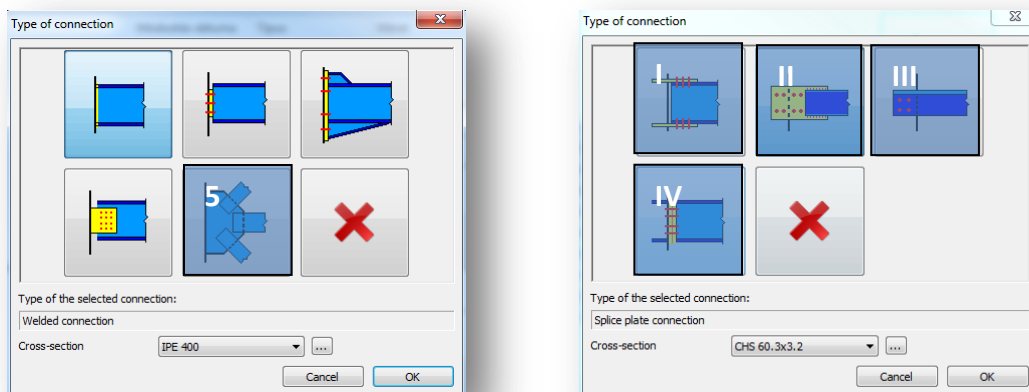 Type of connection
5
Type of the selected connection:
Welded connection
Cross-section
IPE 400
...
Cancel
OK
Type of connection
I
II
III
IV
Type of the selected connection:
Splice plate connection
Cross-section
CHS 60.3x3.2
...
Cancel
OK